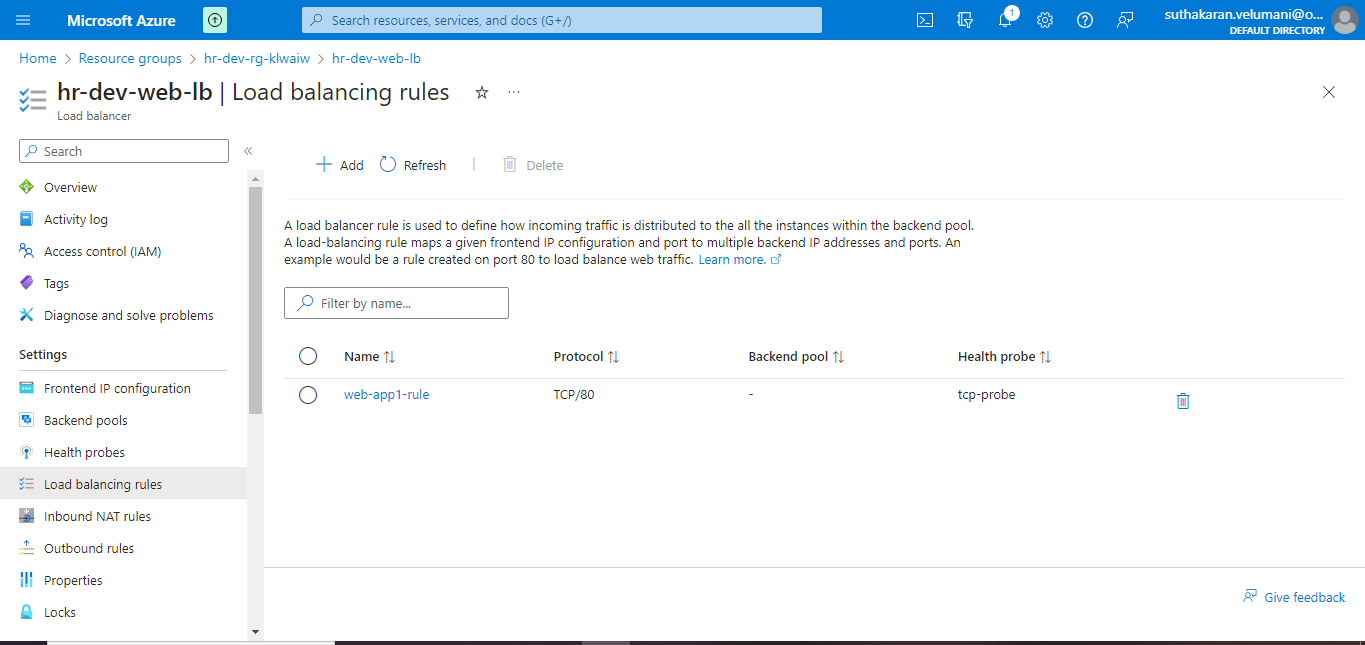 Microsoft Azure
Search resources, services, and docs (G+/)
1
suthakaran.velumani@o...
DEFAULT DIRECTORY
Home > Resource groups > hr-dev-rg-klwaiw > hr-dev-web-lb
hr-dev-web-lb | Load balancing rules
Load balancer
Search
Overview
Activity log
Access control (IAM)
Tags
Diagnose and solve problems
Settings
Frontend IP configuration
Backend pools
Health probes
Load balancing rules
Inbound NAT rules
Outbound rules
Properties
Locks
Add Refresh Delete
A load balancer rule is used to define how incoming traffic is distributed to the all the instances within the backend pool.
A load-balancing rule maps a given frontend IP configuration and port to multiple backend IP addresses and ports. An
example would be a rule created on port 80 to load balance web traffic. Learn more.
Filter by name...
Name Protocol Backend pool Health probe
web-app1-rule TCP/80 - tcp-probe
Give feedback